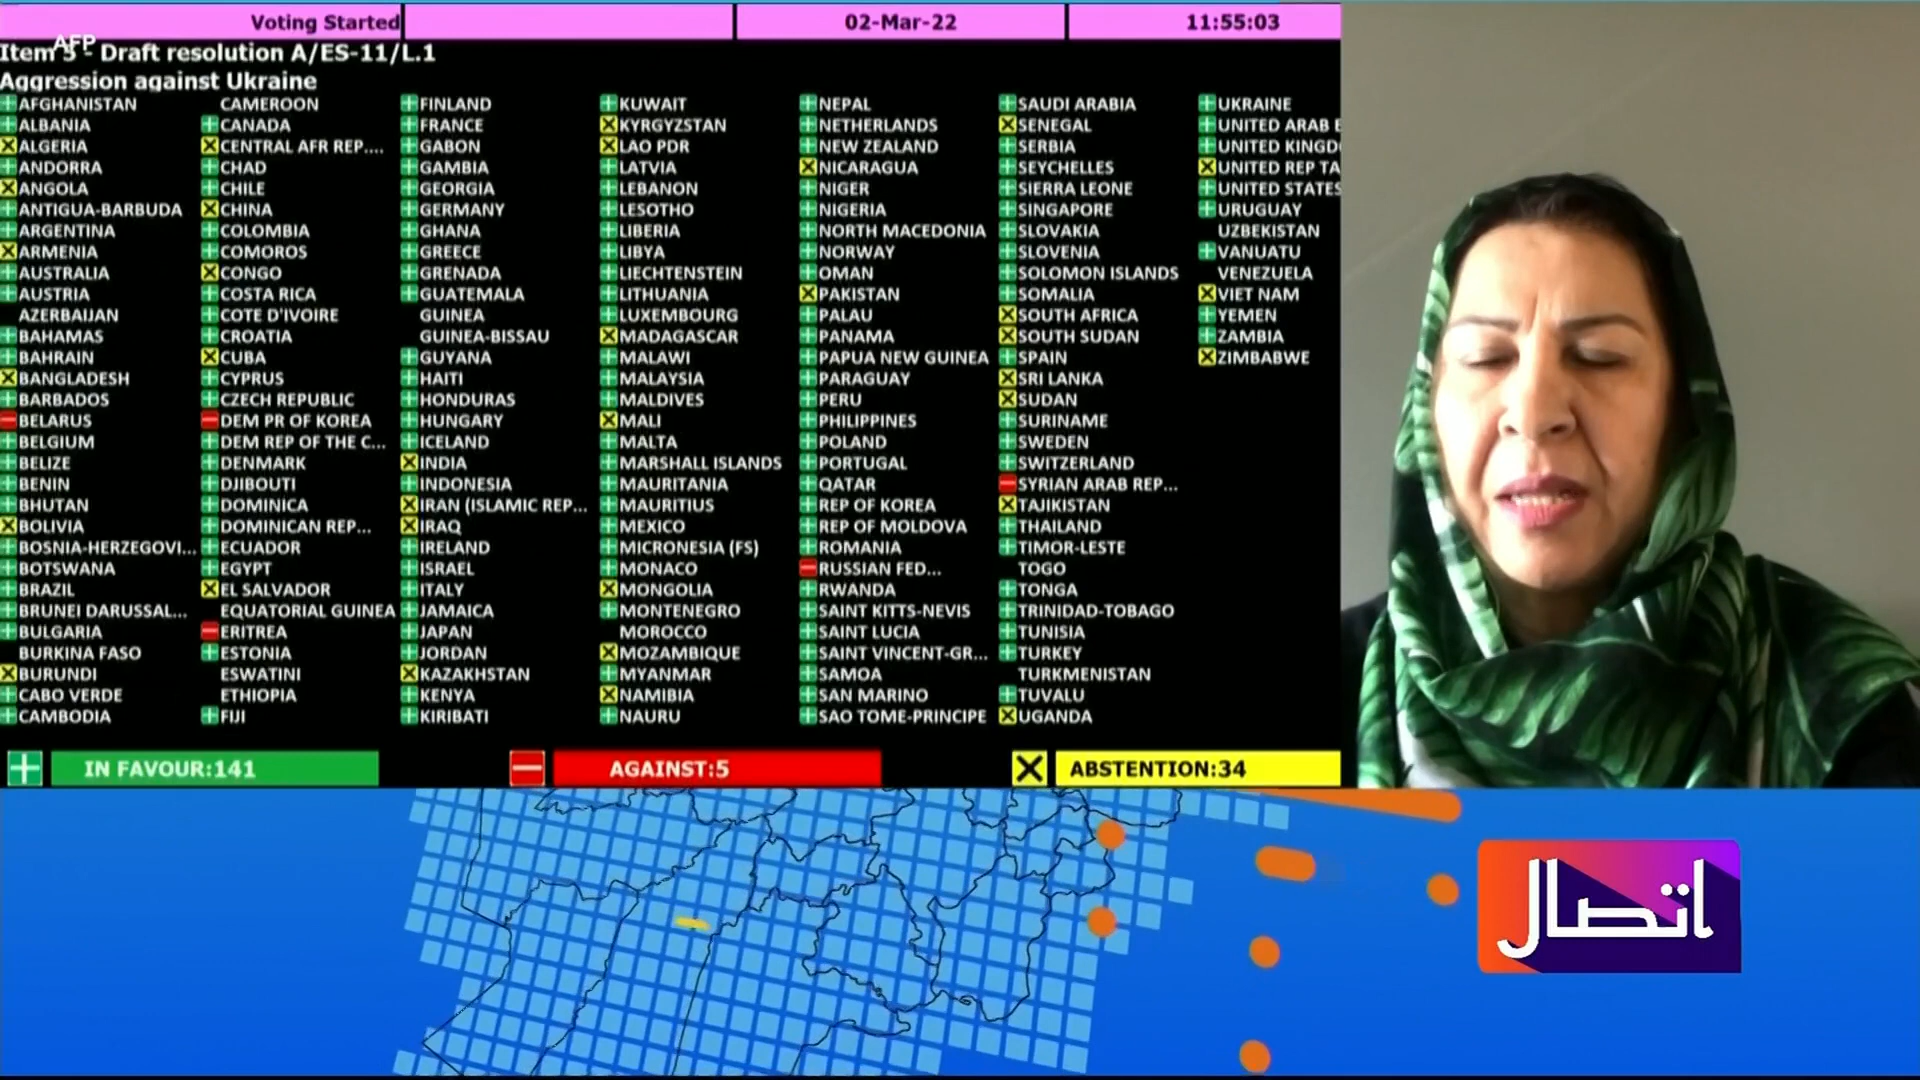 Voting Started 02-Mar-22 11:55:03
AFP
Item 5 - Draft resolution A/ES-11/L.1
Aggression against Ukraine
AFGHANISTAN
ALBANIA
ALGERIA
ANDORRA
ANGOLA
ANTIGUA-BARBUDA
ARGENTINA
ARMENIA
AUSTRALIA
AUSTRIA
AZERBAIJAN
BAHAMAS
BAHRAIN
BANGLADESH
BARBADOS
BELARUS
BELGIUM
BELIZE
BENIN
BHUTAN
BOLIVIA
BOSNIA-HERZEGOVI...
BOTSWANA
BRAZIL
BRUNEI DARUSSAL...
BULGARIA
BURKINA FASO
BURUNDI
CABO VERDE
CAMBODIA
CAMEROON
CANADA
CENTRAL AFR REP....
CHAD
CHILE
CHINA
COLOMBIA
COMOROS
CONGO
COSTA RICA
COTE D'IVOIRE
CROATIA
CUBA
CYPRUS
CZECH REPUBLIC
DEM PR OF KOREA
DEM REP OF THE C...
DENMARK
DJIBOUTI
DOMINICA
DOMINICAN REP...
ECUADOR
EGYPT
EL SALVADOR
EQUATORIAL GUINEA
ERITREA
ESTONIA
ESWATINI
ETHIOPIA
FIJI
FINLAND
FRANCE
GABON
GAMBIA
GEORGIA
GERMANY
GHANA
GREECE
GRENADA
GUATEMALA
GUINEA
GUINEA-BISSAU
GUYANA
HAITI
HONDURAS
HUNGARY
ICELAND
INDIA
INDONESIA
IRAN (ISLAMIC REP...
IRAQ
IRELAND
ISRAEL
ITALY
JAMAICA
JAPAN
JORDAN
KAZAKHSTAN
KENYA
KIRIBATI
KUWAIT
KYRGYZSTAN
LAO PDR
LATVIA
LEBANON
LESOTHO
LIBERIA
LIBYA
LIECHTENSTEIN
LITHUANIA
LUXEMBOURG
MADAGASCAR
MALAWI
MALAYSIA
MALDIVES
MALI
MALTA
MARSHALL ISLANDS
MAURITANIA
MAURITIUS
MEXICO
MICRONESIA (FS)
MONACO
MONGOLIA
MONTENEGRO
MOROCCO
MOZAMBIQUE
MYANMAR
NAMIBIA
NAURU
NEPAL
NETHERLANDS
NEW ZEALAND
NICARAGUA
NIGER
NIGERIA
NORTH MACEDONIA
NORWAY
OMAN
PAKISTAN
PALAU
PANAMA
PAPUA NEW GUINEA
PARAGUAY
PERU
PHILIPPINES
POLAND
PORTUGAL
QATAR
REP OF KOREA
REP OF MOLDOVA
ROMANIA
RUSSIAN FED...
RWANDA
SAINT KITTS-NEVIS
SAINT LUCIA
SAINT VINCENT-GR...
SAMOA
SAN MARINO
SAO TOME-PRINCIPE
SAUDI ARABIA
SENEGAL
SERBIA
SEYCHELLES
SIERRA LEONE
SINGAPORE
SLOVAKIA
SLOVENIA
SOLOMON ISLANDS
SOMALIA
SOUTH AFRICA
SOUTH SUDAN
SPAIN
SRI LANKA
SUDAN
SURINAME
SWEDEN
SWITZERLAND
SYRIAN ARAB REP...
TAJIKISTAN
THAILAND
TIMOR-LESTE
TOGO
TONGA
TRINIDAD-TOBAGO
TUNISIA
TURKEY
TURKMENISTAN
TUVALU
UGANDA
UKRAINE
UNITED ARAB E
UNITED KINGD
UNITED REP TA
UNITED STATES
URUGUAY
UZBEKISTAN
VANUATU
VENEZUELA
VIET NAM
YEMEN
ZAMBIA
ZIMBABWE
IN FAVOUR:141 AGAINST:5 ABSTENTION:34
اتصال